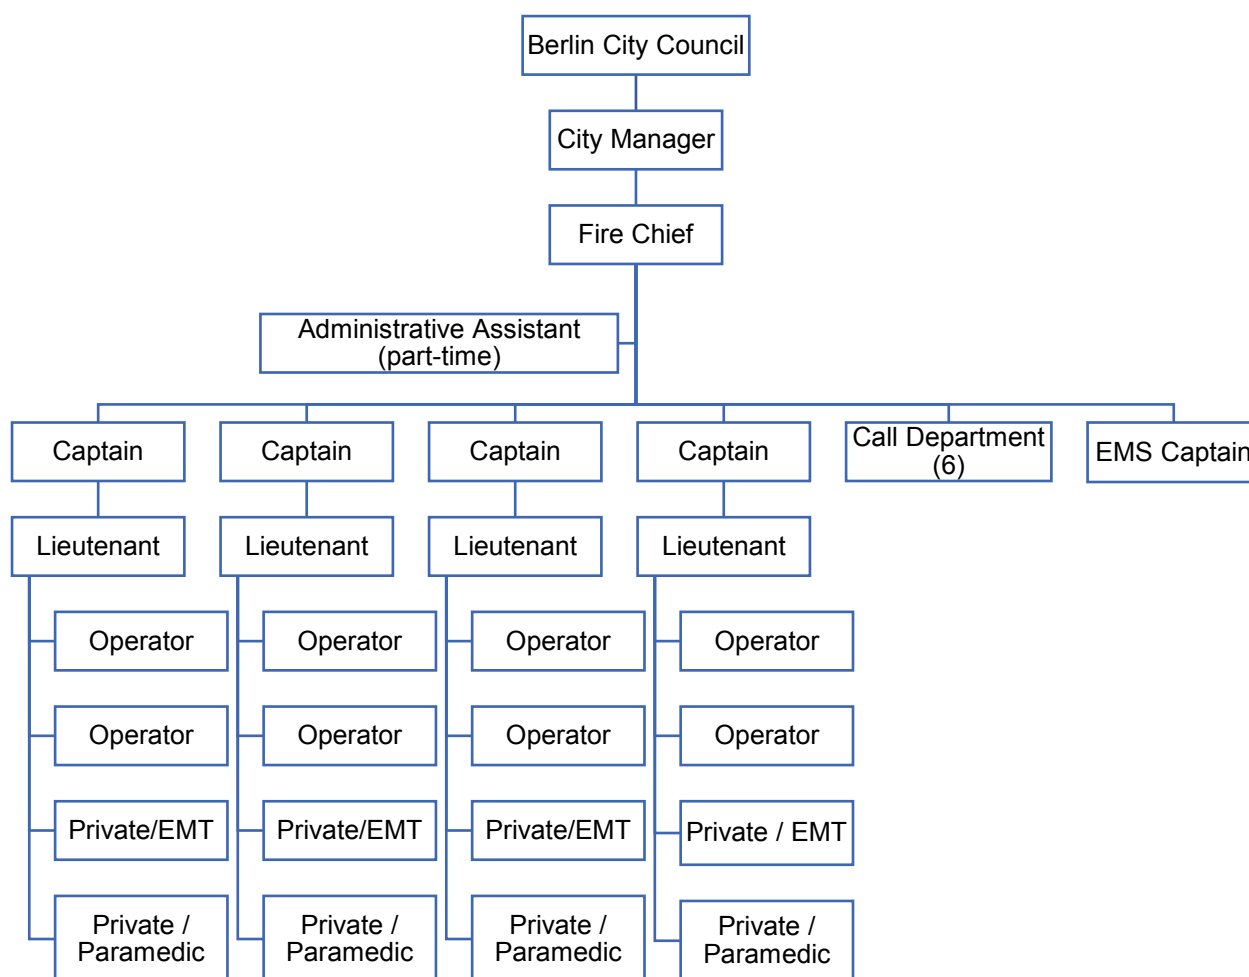 Berlin City Council
City Manager
Fire Chief
Administrative Assistant
(part-time)
Captain
Captain
Captain
Captain
Call Department
(6)
EMS Captain
Lieutenant
Lieutenant
Lieutenant
Lieutenant
Operator
Operator
Operator
Operator
Operator
Operator
Operator
Operator
Private/EMT
Private/EMT
Private/EMT
Private / EMT
Private /
Paramedic
Private /
Paramedic
Private /
Paramedic
Private /
Paramedic